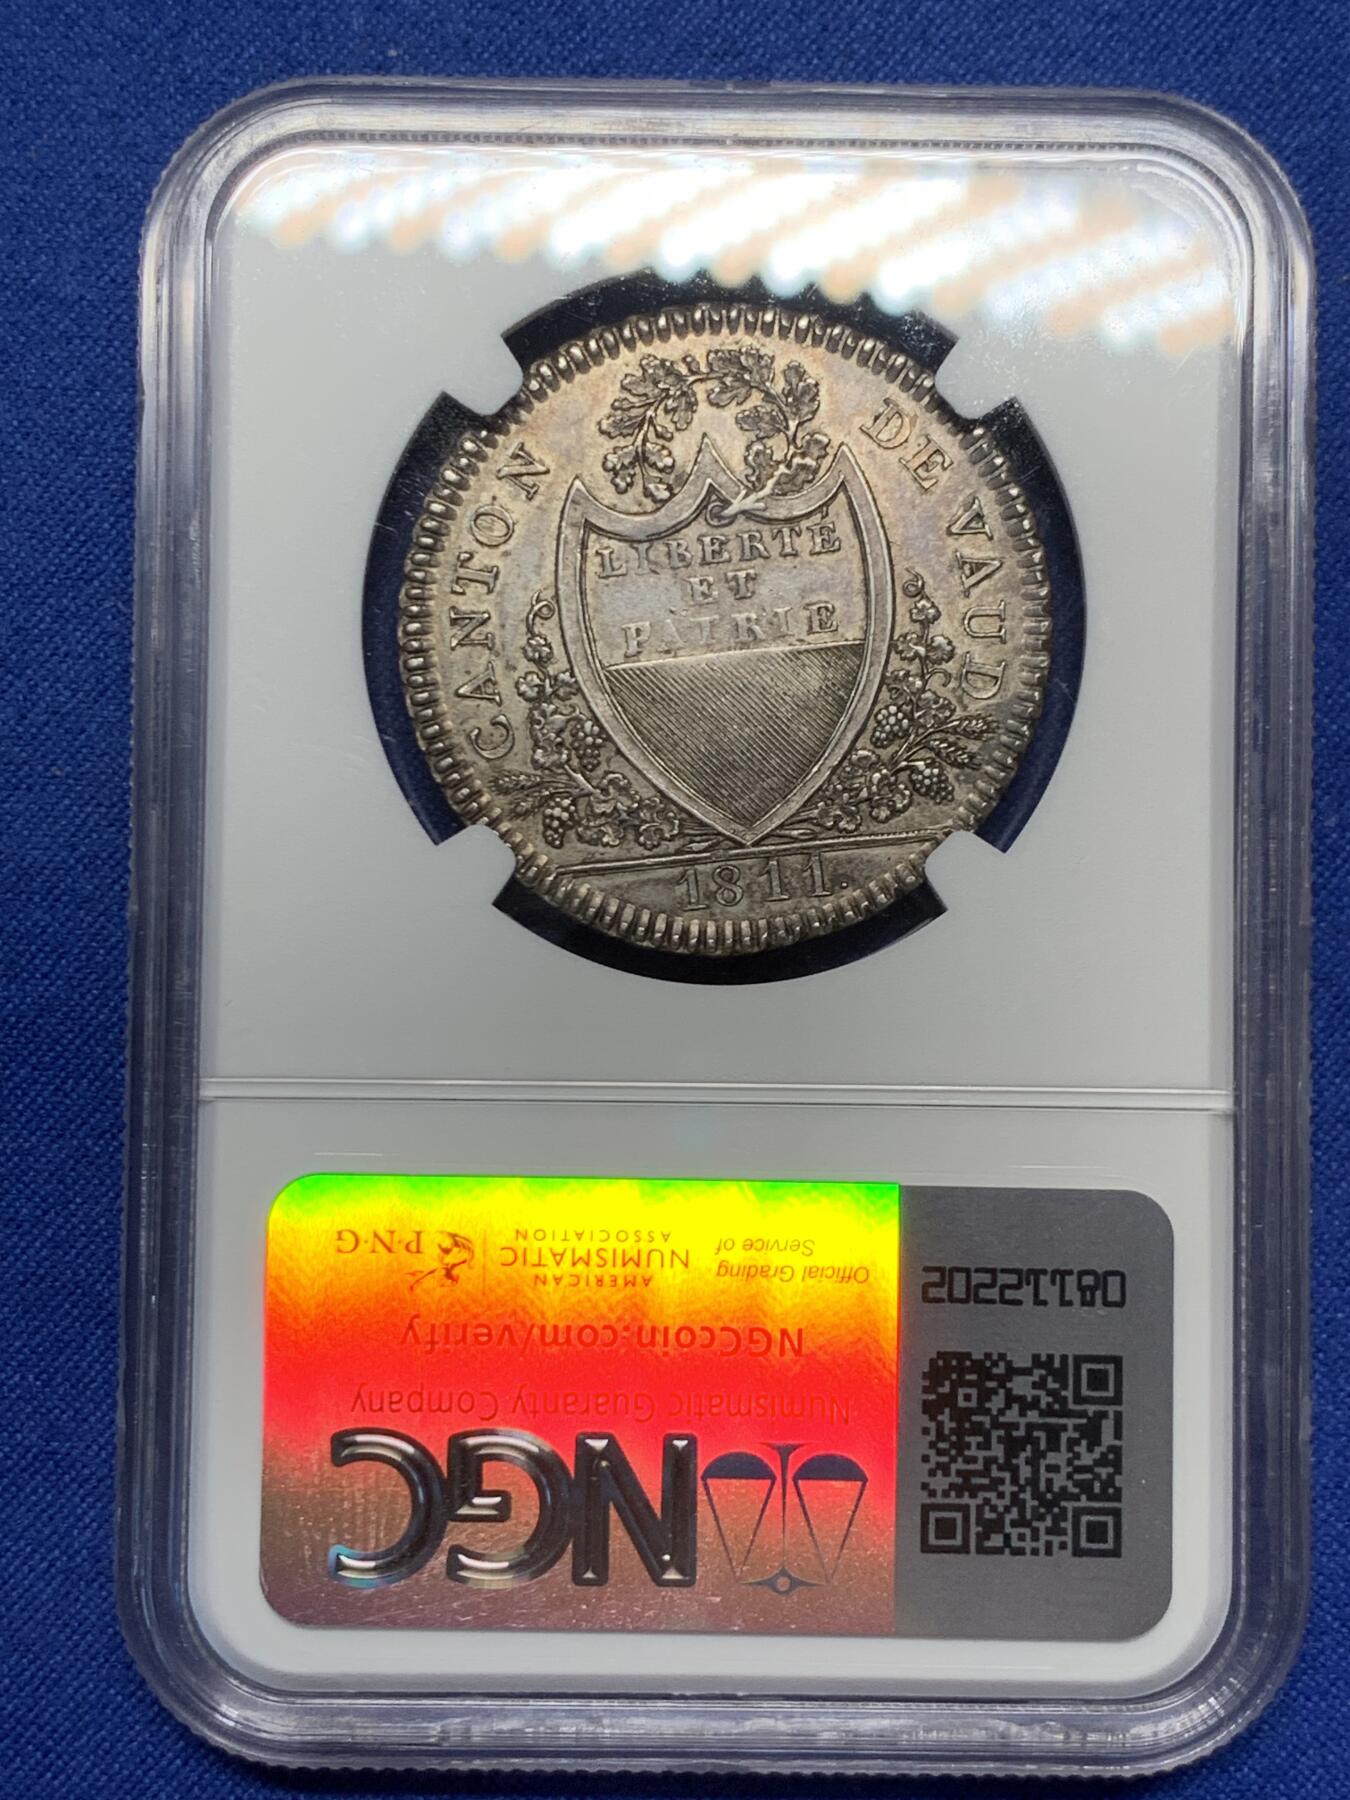 CANTON DE VAUD
LIBERTÉ
ET
PATRIE
1811.
NGC
Numismatic Guaranty Company
NGCcoin.com/verify
Official Grading
Service of
AMERICAN
NUMISMATIC
ASSOCIATION
P·N·G
08112202